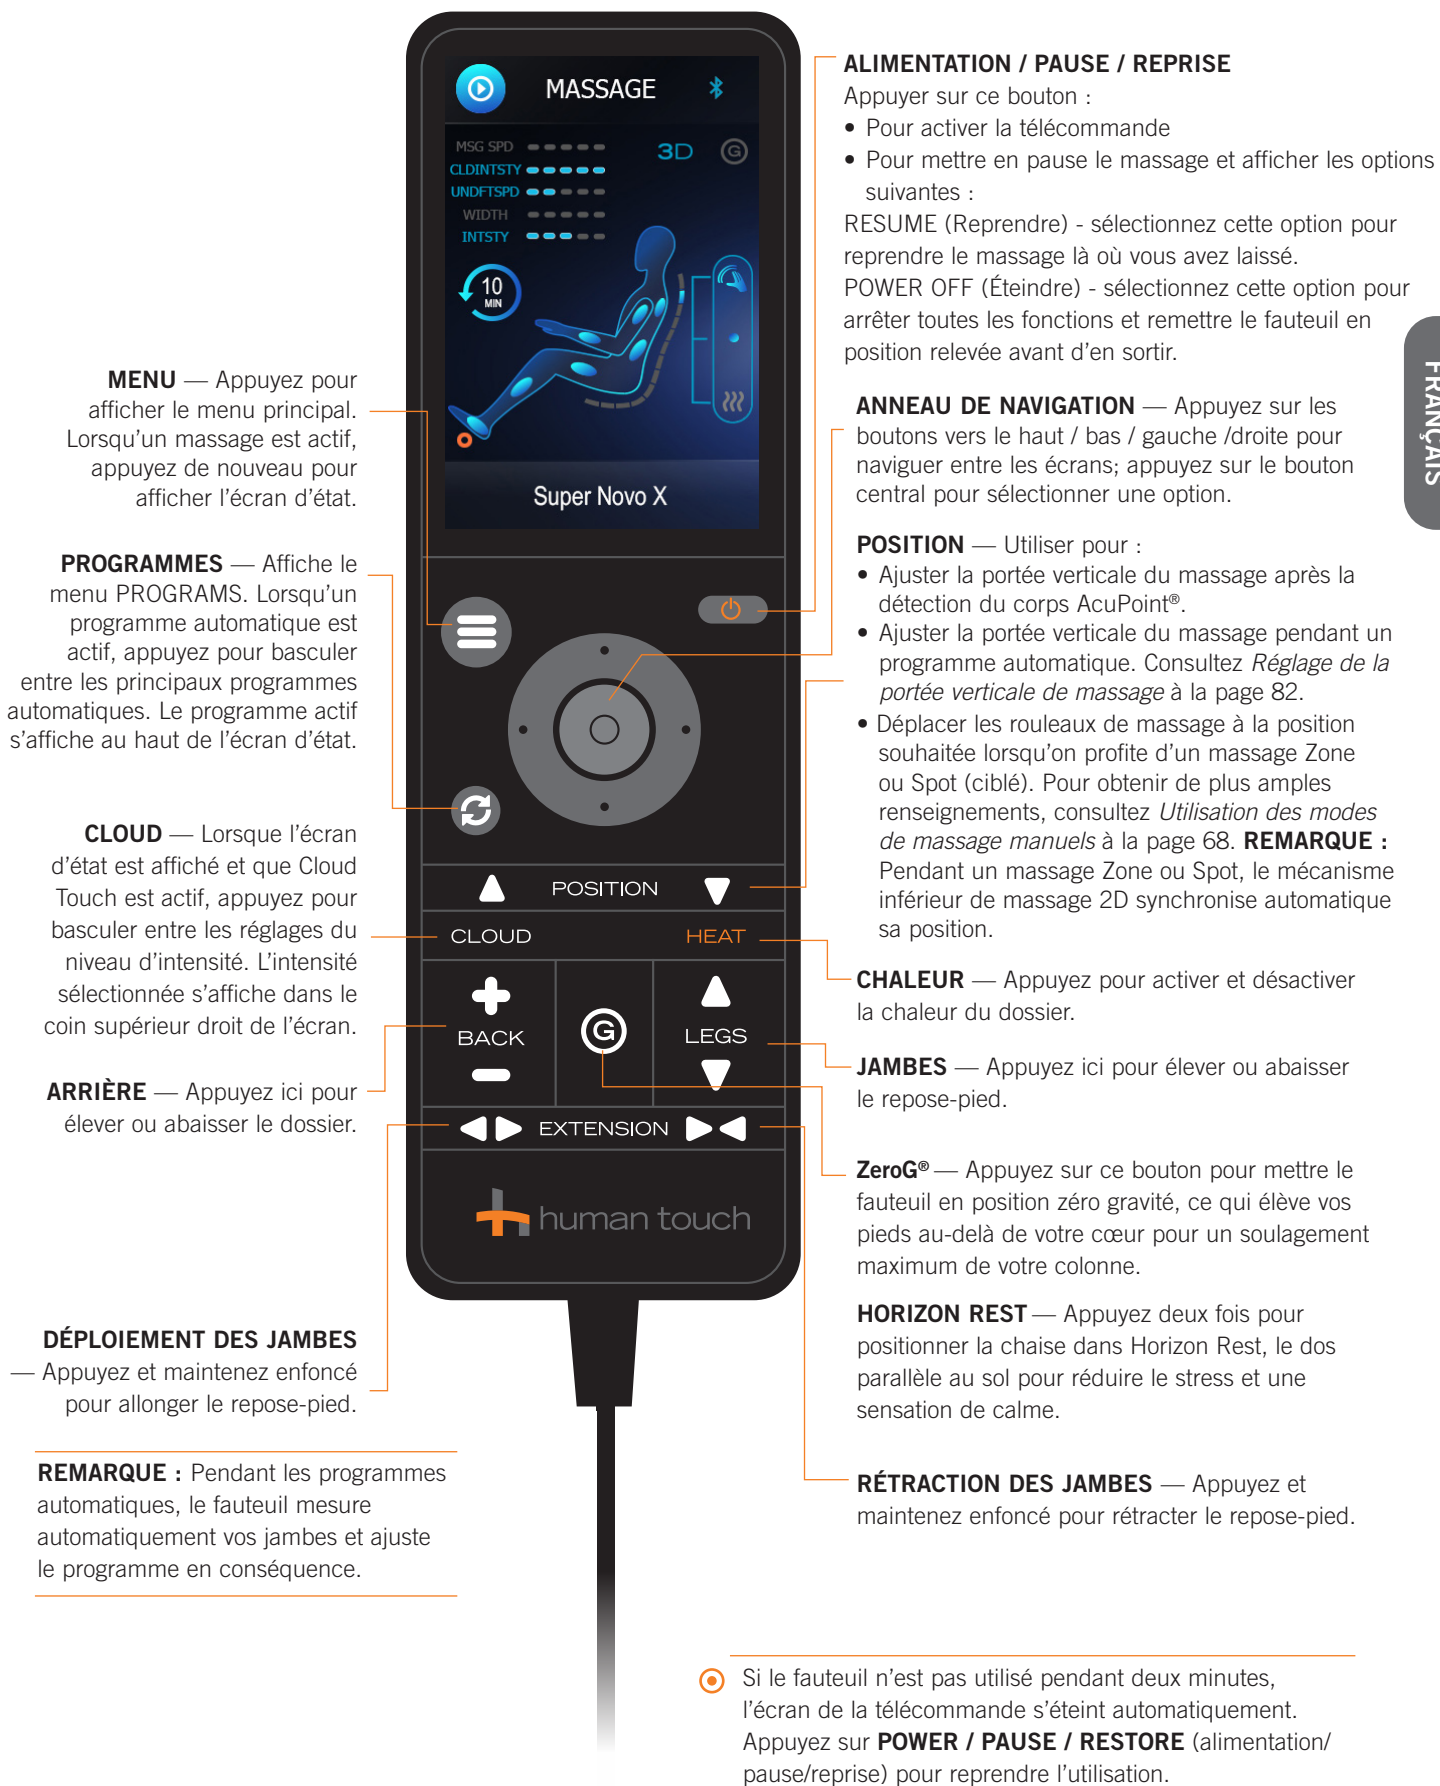 MASSAGE
MSG SPD
3D
G
CLDINTSTY
UNDFTSPD
WIDTH
INTSTY
10
MIN
Super Novo X
POSITION
CLOUD
HEAT
BACK
G
LEGS
EXTENSION
human touch
MENU — Appuyez pour
afficher le menu principal.
Lorsqu’un massage est actif,
appuyez de nouveau pour
afficher l’écran d’état.
PROGRAMMES — Affiche le
menu PROGRAMS. Lorsqu’un
programme automatique est
actif, appuyez pour basculer
entre les principaux programmes
automatiques. Le programme actif
s’affiche au haut de l’écran d’état.
CLOUD — Lorsque l’écran
d’état est affiché et que Cloud
Touch est actif, appuyez pour
basculer entre les réglages du
niveau d’intensité. L’intensité
sélectionnée s’affiche dans le
coin supérieur droit de l’écran.
ARRIÈRE — Appuyez ici pour
élever ou abaisser le dossier.
DÉPLOIEMENT DES JAMBES
— Appuyez et maintenez enfoncé
pour allonger le repose-pied.
REMARQUE : Pendant les programmes
automatiques, le fauteuil mesure
automatiquement vos jambes et ajuste
le programme en conséquence.
ALIMENTATION / PAUSE / REPRISE
Appuyer sur ce bouton :
• Pour activer la télécommande
• Pour mettre en pause le massage et afficher les options
suivantes :
RESUME (Reprendre) - sélectionnez cette option pour
reprendre le massage là où vous avez laissé.
POWER OFF (Éteindre) - sélectionnez cette option pour
arrêter toutes les fonctions et remettre le fauteuil en
position relevée avant d’en sortir.
ANNEAU DE NAVIGATION — Appuyez sur les
boutons vers le haut / bas / gauche /droite pour
naviguer entre les écrans; appuyez sur le bouton
central pour sélectionner une option.
POSITION — Utiliser pour :
• Ajuster la portée verticale du massage après la
détection du corps AcuPoint®.
• Ajuster la portée verticale du massage pendant un
programme automatique. Consultez Réglage de la
portée verticale de massage à la page 82.
• Déplacer les rouleaux de massage à la position
souhaitée lorsqu’on profite d’un massage Zone
ou Spot (ciblé). Pour obtenir de plus amples
renseignements, consultez Utilisation des modes
de massage manuels à la page 68. REMARQUE :
Pendant un massage Zone ou Spot, le mécanisme
inférieur de massage 2D synchronise automatique
sa position.
CHALEUR — Appuyez pour activer et désactiver
la chaleur du dossier.
JAMBES — Appuyez ici pour élever ou abaisser
le repose-pied.
ZeroG® — Appuyez sur ce bouton pour mettre le
fauteuil en position zéro gravité, ce qui élève vos
pieds au-delà de votre cœur pour un soulagement
maximum de votre colonne.
HORIZON REST — Appuyez deux fois pour
positionner la chaise dans Horizon Rest, le dos
parallèle au sol pour réduire le stress et une
sensation de calme.
RÉTRACTION DES JAMBES — Appuyez et
maintenez enfoncé pour rétracter le repose-pied.
Si le fauteuil n’est pas utilisé pendant deux minutes,
l’écran de la télécommande s’éteint automatiquement.
Appuyez sur POWER / PAUSE / RESTORE (alimentation/
pause/reprise) pour reprendre l’utilisation.
FRANÇAIS